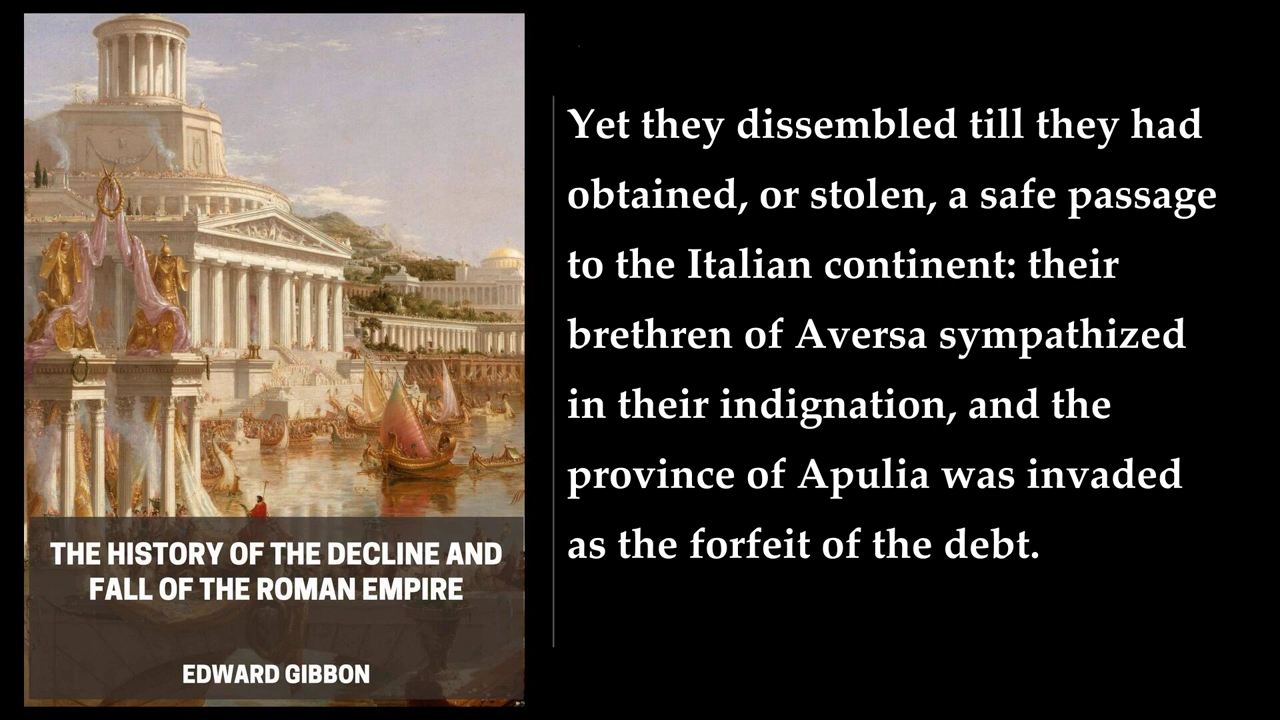 THE HISTORY OF THE DECLINE AND
FALL OF THE ROMAN EMPIRE
EDWARD GIBBON
Yet they dissembled till they had
obtained, or stolen, a safe passage
to the Italian continent: their
brethren of Aversa sympathized
in their indignation, and the
province of Apulia was invaded
as the forfeit of the debt.